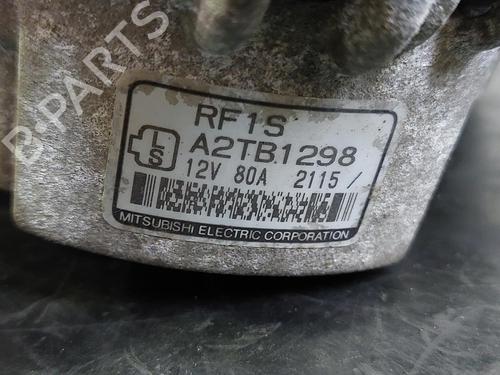 B-PARTS
RF1S
L
S
A2TB1298
12V 80A 2115/
MITSUBISHI ELECTRIC CORPORATION